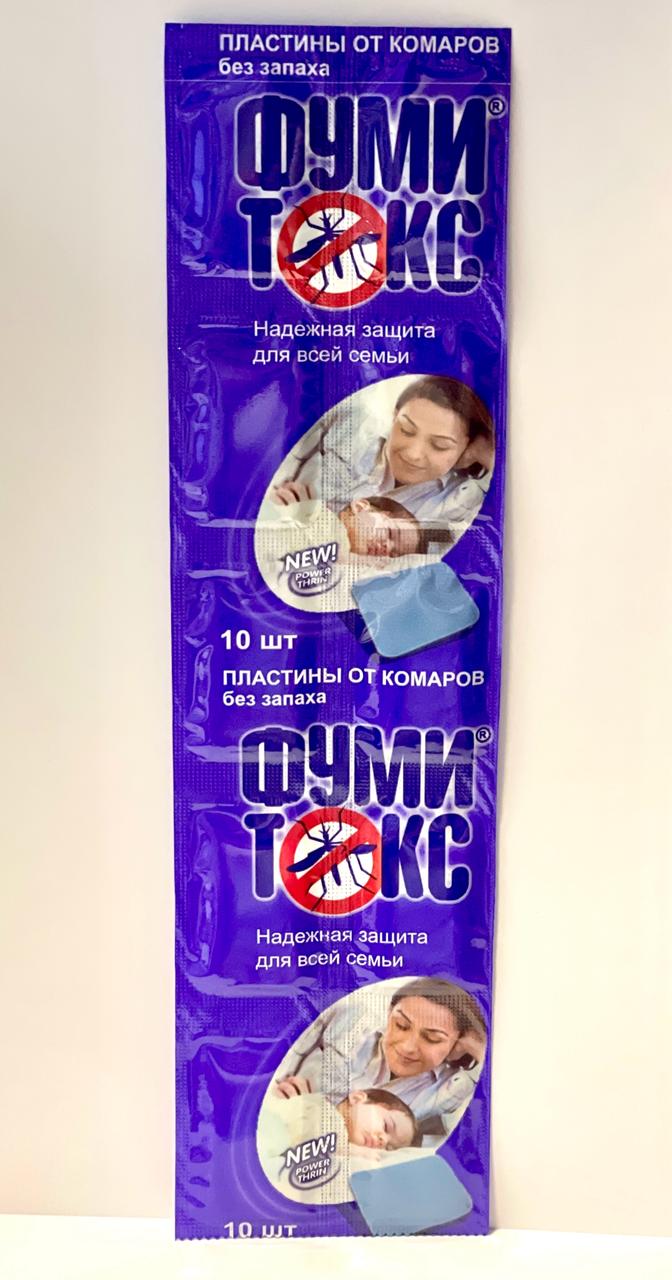 ПЛАСТИНЫ ОТ КОМАРОВ
без запаха
ФУМИ®
ТОКС
Надежная защита
для всей семьи
NEW!
POWER
THRIN
10 шт
ПЛАСТИНЫ ОТ КОМАРОВ
без запаха
ФУМИ®
ТОКС
Надежная защита
для всей семьи
NEW!
POWER
THRIN
10 шт